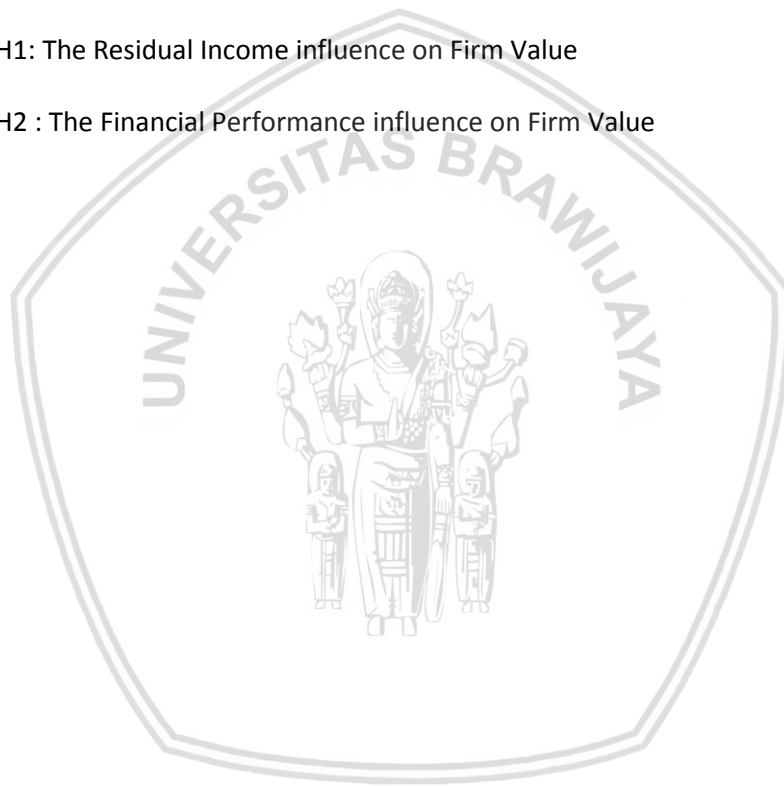 H1: The Residual Income influence on Firm Value
H2 : The Financial Performance influence on Firm Value
UNIVERSITAS BRAWIJAYA